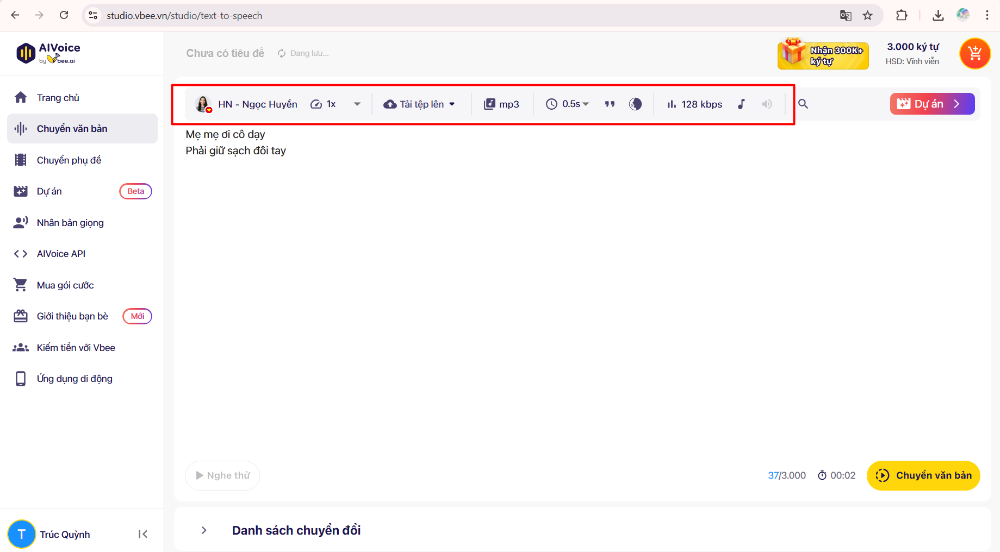 studio.vbee.vn/studio/text-to-speech
AIVoice
by Vbee.ai
Chưa có tiêu đề
Đang lưu...
Nhận 300K+
ký tự
3.000 ký tự
HSD: Vĩnh viễn
Trang chủ
Chuyển văn bản
Chuyển phụ đề
Dự án
Beta
Nhân bản giọng
AIVoice API
Mua gói cước
Giới thiệu bạn bè
Mới
Kiếm tiền với Vbee
Ứng dụng di động
T
Trúc Quỳnh
HN - Ngọc Huyền
1x
Tải tệp lên
mp3
0.5s
128 kbps
Dự án
Mẹ mẹ ơi cô dạy
Phải giữ sạch đôi tay
Nghe thử
37/3.000
00:02
Chuyển văn bản
Danh sách chuyển đổi